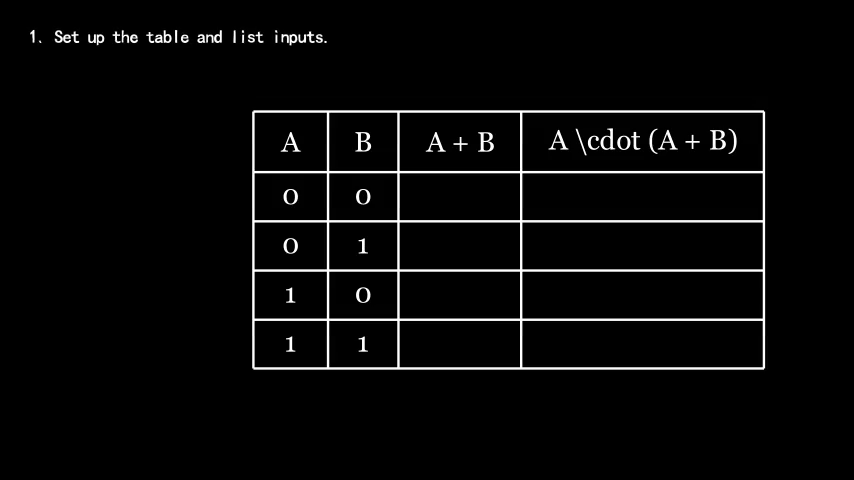 1. Set up the table and list inputs.
A B A + B A \cdot (A + B)
0 0
0 1
1 0
1 1